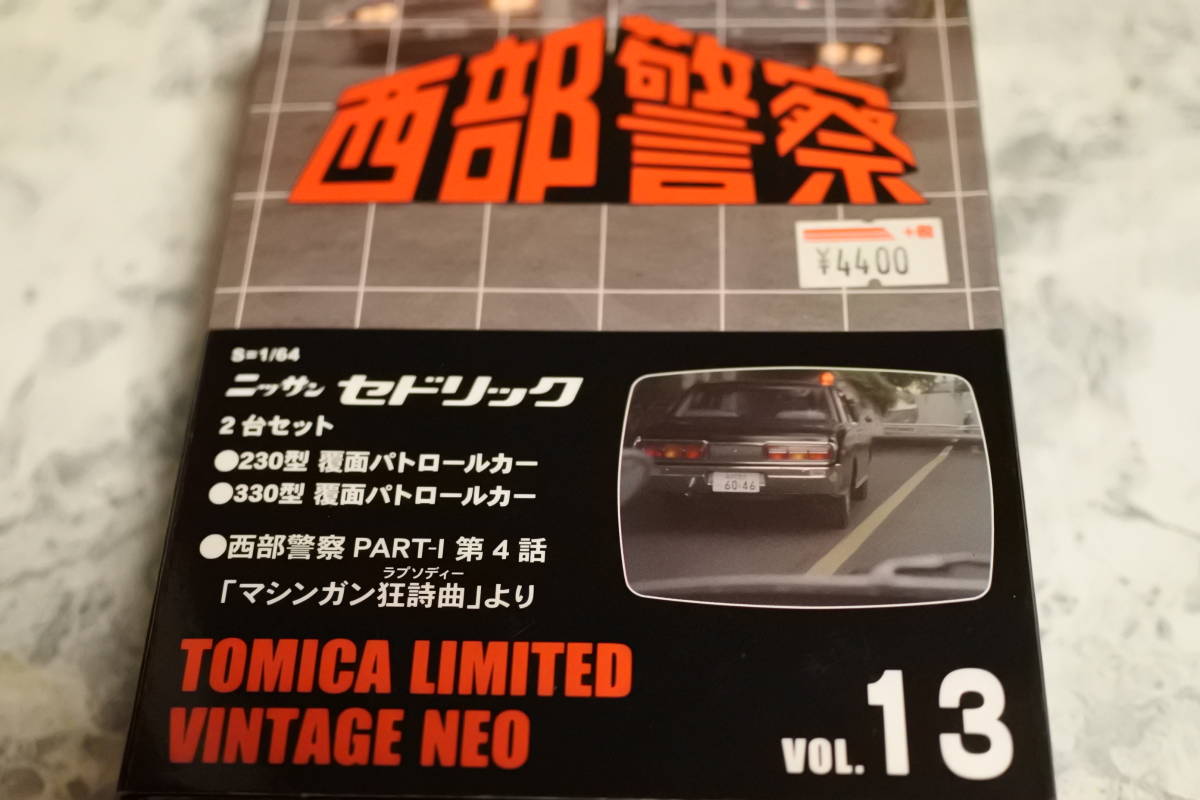 西部警察
+税
¥4400
S=1/64
ニッサン セドリック
2台セット
●230型 覆面パトロールカー
●330型 覆面パトロールカー
●西部警察 PART-I 第4話
ラプソディー
「マシンガン狂詩曲」より
60-46
TOMICA LIMITED
VINTAGE NEO
VOL.13